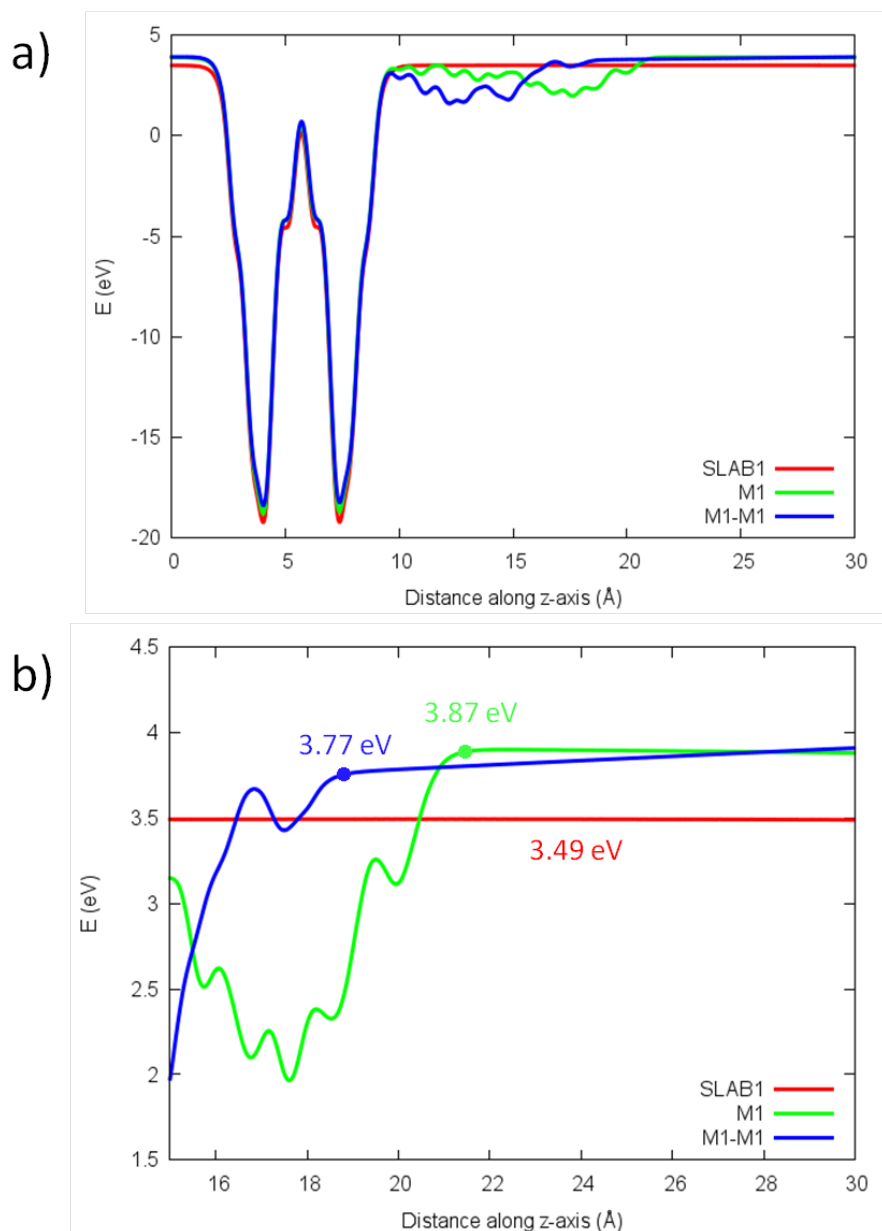 a)
5
0
-5
-10
-15
-20
E (eV)
SLAB1
M1
M1-M1
0 5 10 15 20 25 30
Distance along z-axis (Å)
b)
4.5
4
3.5
3
2.5
2
1.5
E (eV)
3.87 eV
3.77 eV
3.49 eV
SLAB1
M1
M1-M1
16 18 20 22 24 26 28 30
Distance along z-axis (Å)